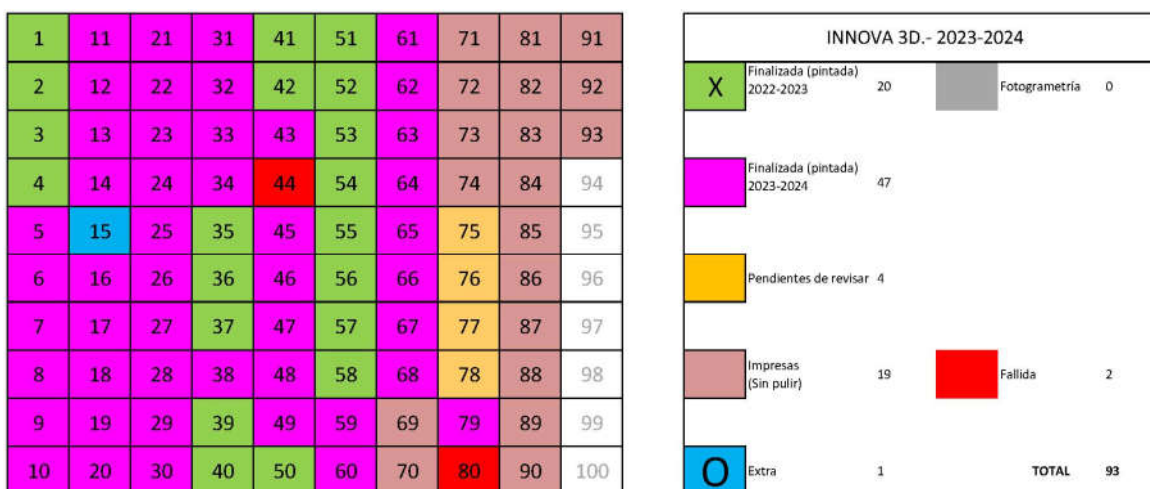 1 11 21 31 41 51 61 71 81 91
2 12 22 32 42 52 62 72 82 92
3 13 23 33 43 53 63 73 83 93
4 14 24 34 44 54 64 74 84 94
5 15 25 35 45 55 65 75 85 95
6 16 26 36 46 56 66 76 86 96
7 17 27 37 47 57 67 77 87 97
8 18 28 38 48 58 68 78 88 98
9 19 29 39 49 59 69 79 89 99
10 20 30 40 50 60 70 80 90 100
INNOVA 3D.- 2023-2024
X Finalizada (pintada)
2022-2023 20 Fotogrametría 0
Finalizada (pintada)
2023-2024 47
Pendientes de revisar 4
Impresas
(Sin pulir) 19 Fallida 2
O Extra 1 TOTAL 93